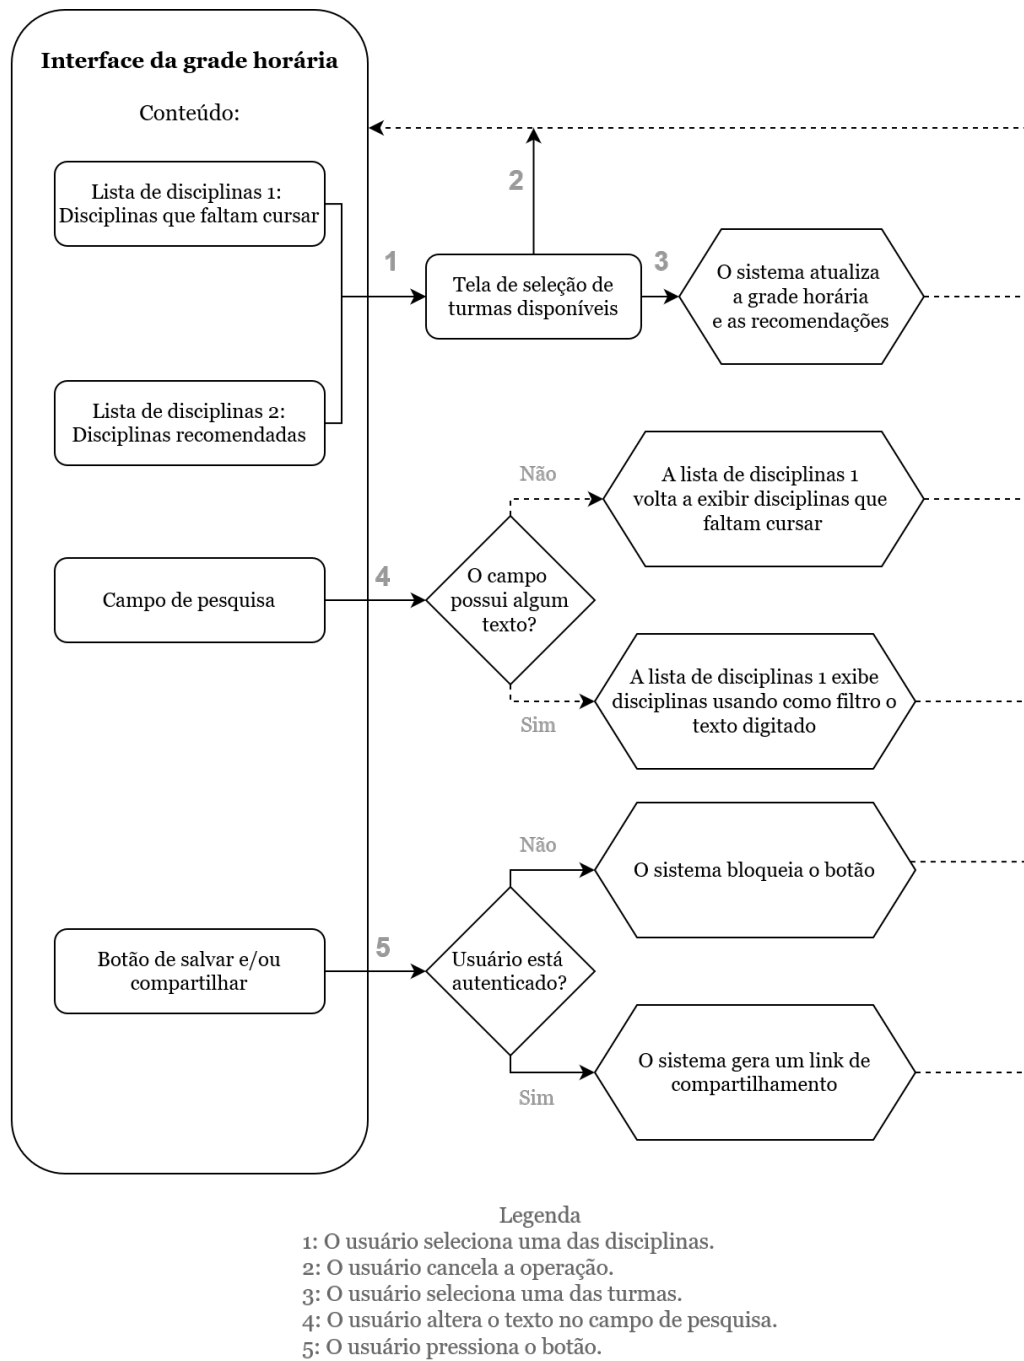 Interface da grade horária
Conteúdo:
Lista de disciplinas 1:
Disciplinas que faltam cursar
1
2
Tela de seleção de
turmas disponíveis
3
O sistema atualiza
a grade horária
e as recomendações
Lista de disciplinas 2:
Disciplinas recomendadas
Não
A lista de disciplinas 1
volta a exibir disciplinas que
faltam cursar
Campo de pesquisa
4
O campo
possui algum
texto?
Sim
A lista de disciplinas 1 exibe
disciplinas usando como filtro o
texto digitado
Não
O sistema bloqueia o botão
Botão de salvar e/ou
compartilhar
5
Usuário está
autenticado?
Sim
O sistema gera um link de
compartilhamento
Legenda
1: O usuário seleciona uma das disciplinas.
2: O usuário cancela a operação.
3: O usuário seleciona uma das turmas.
4: O usuário altera o texto no campo de pesquisa.
5: O usuário pressiona o botão.